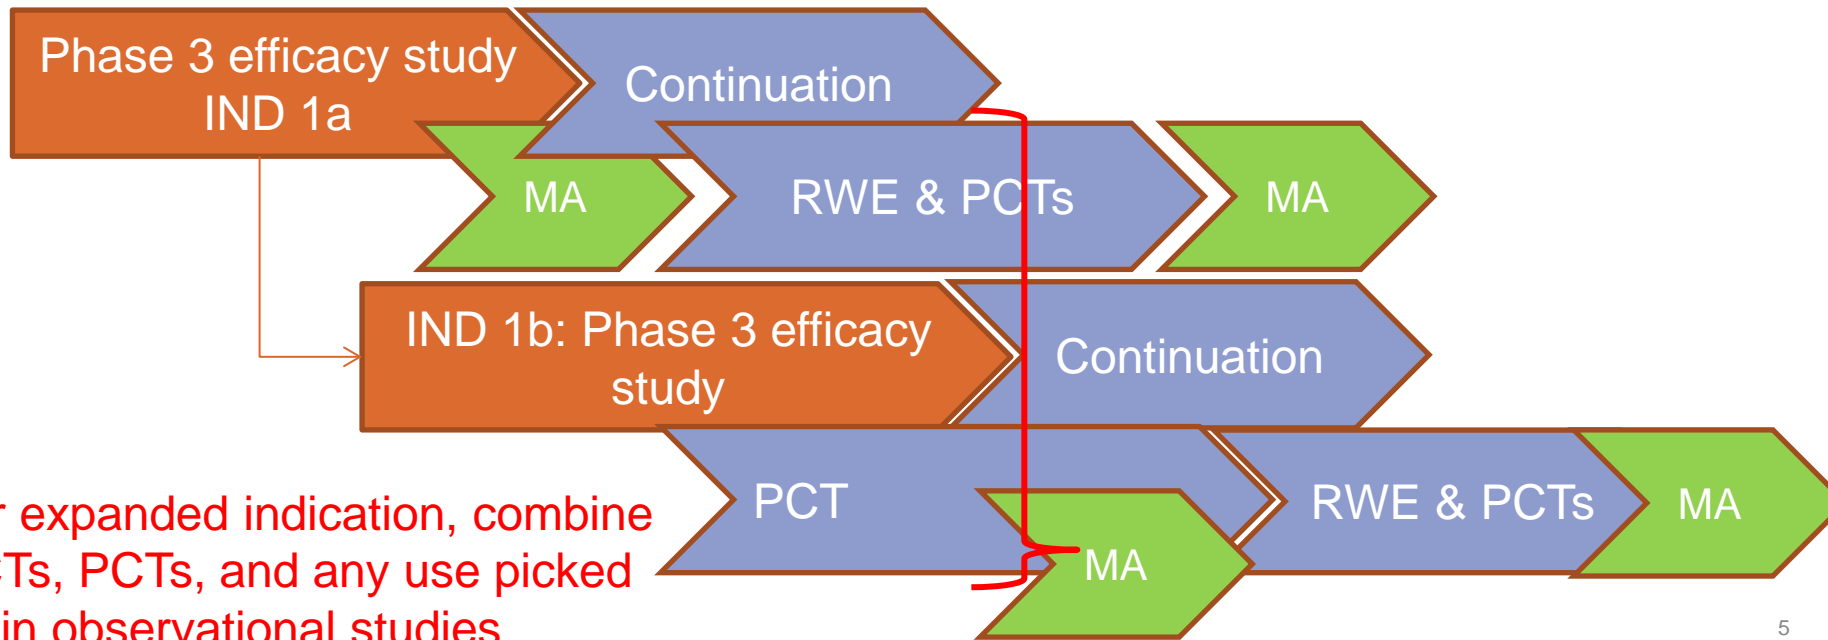 Phase 3 efficacy study
IND 1a
Continuation
MA
RWE & PCTs
MA
IND 1b: Phase 3 efficacy
study
Continuation
PCT
RWE & PCTs
MA
MA
expanded indication, combine
PCTs, and any use picked
in observational studies
5